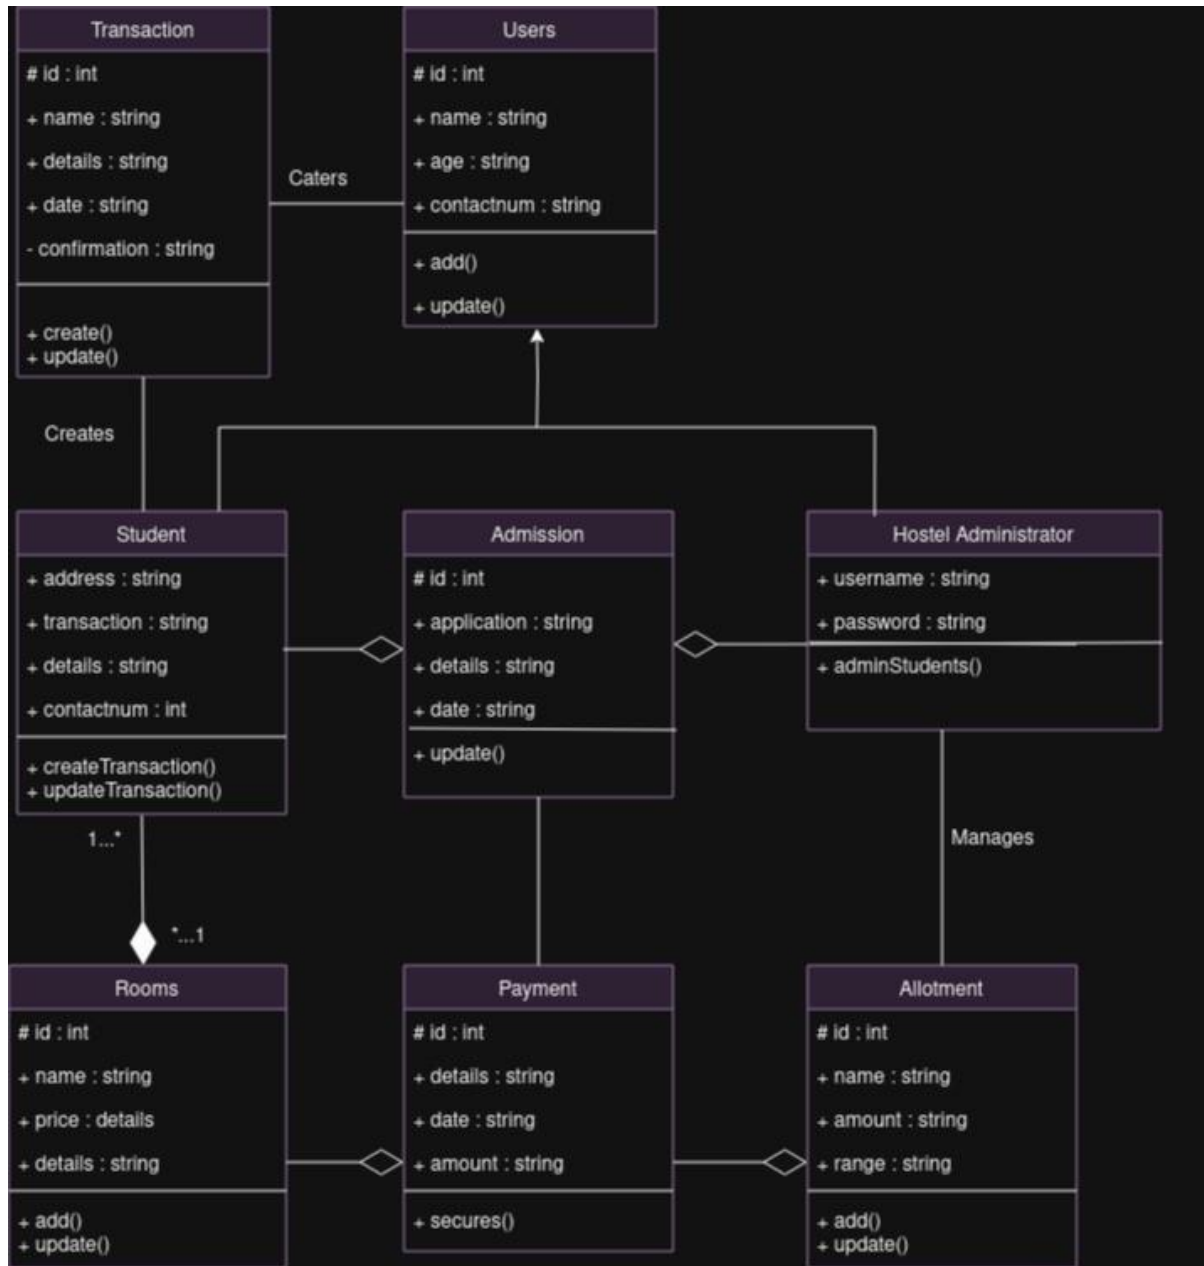 Transaction
# id : int
+ name : string
+ details : string
+ date : string
- confirmation : string
+ create()
+ update()
Caters
Users
# id : int
+ name : string
+ age : string
+ contactnum : string
+ add()
+ update()
Creates
Student
+ address : string
+ transaction : string
+ details : string
+ contactnum : int
+ createTransaction()
+ updateTransaction()
Admission
# id : int
+ application : string
+ details : string
+ date : string
+ update()
Hostel Administrator
+ username : string
+ password : string
+ adminStudents()
1...*
*...1
Manages
Rooms
# id : int
+ name : string
+ price : details
+ details : string
+ add()
+ update()
Payment
# id : int
+ details : string
+ date : string
+ amount : string
+ secures()
Allotment
# id : int
+ name : string
+ amount : string
+ range : string
+ add()
+ update()